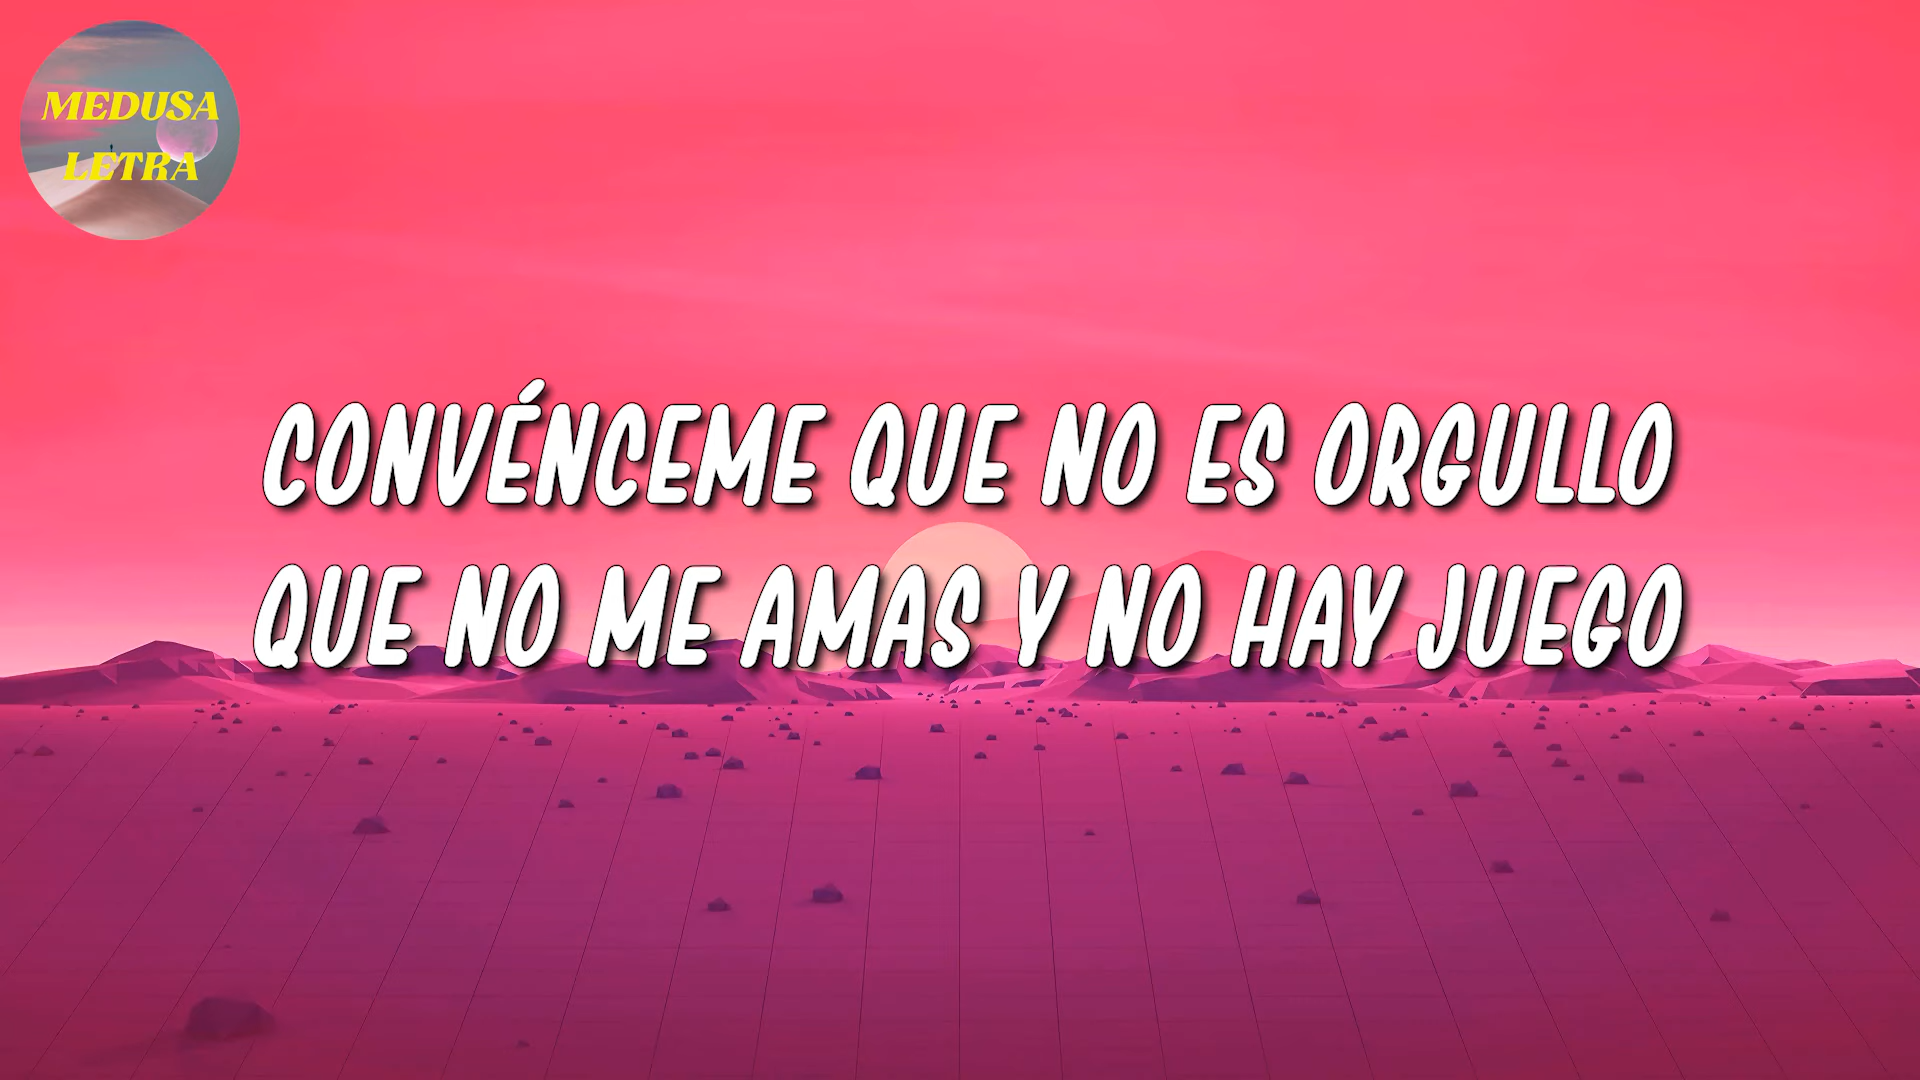 MEDUSA
LETRA
CONVÉNCEME QUE NO ES ORGULLO
QUE NO ME AMAS Y NO HAY JUEGO